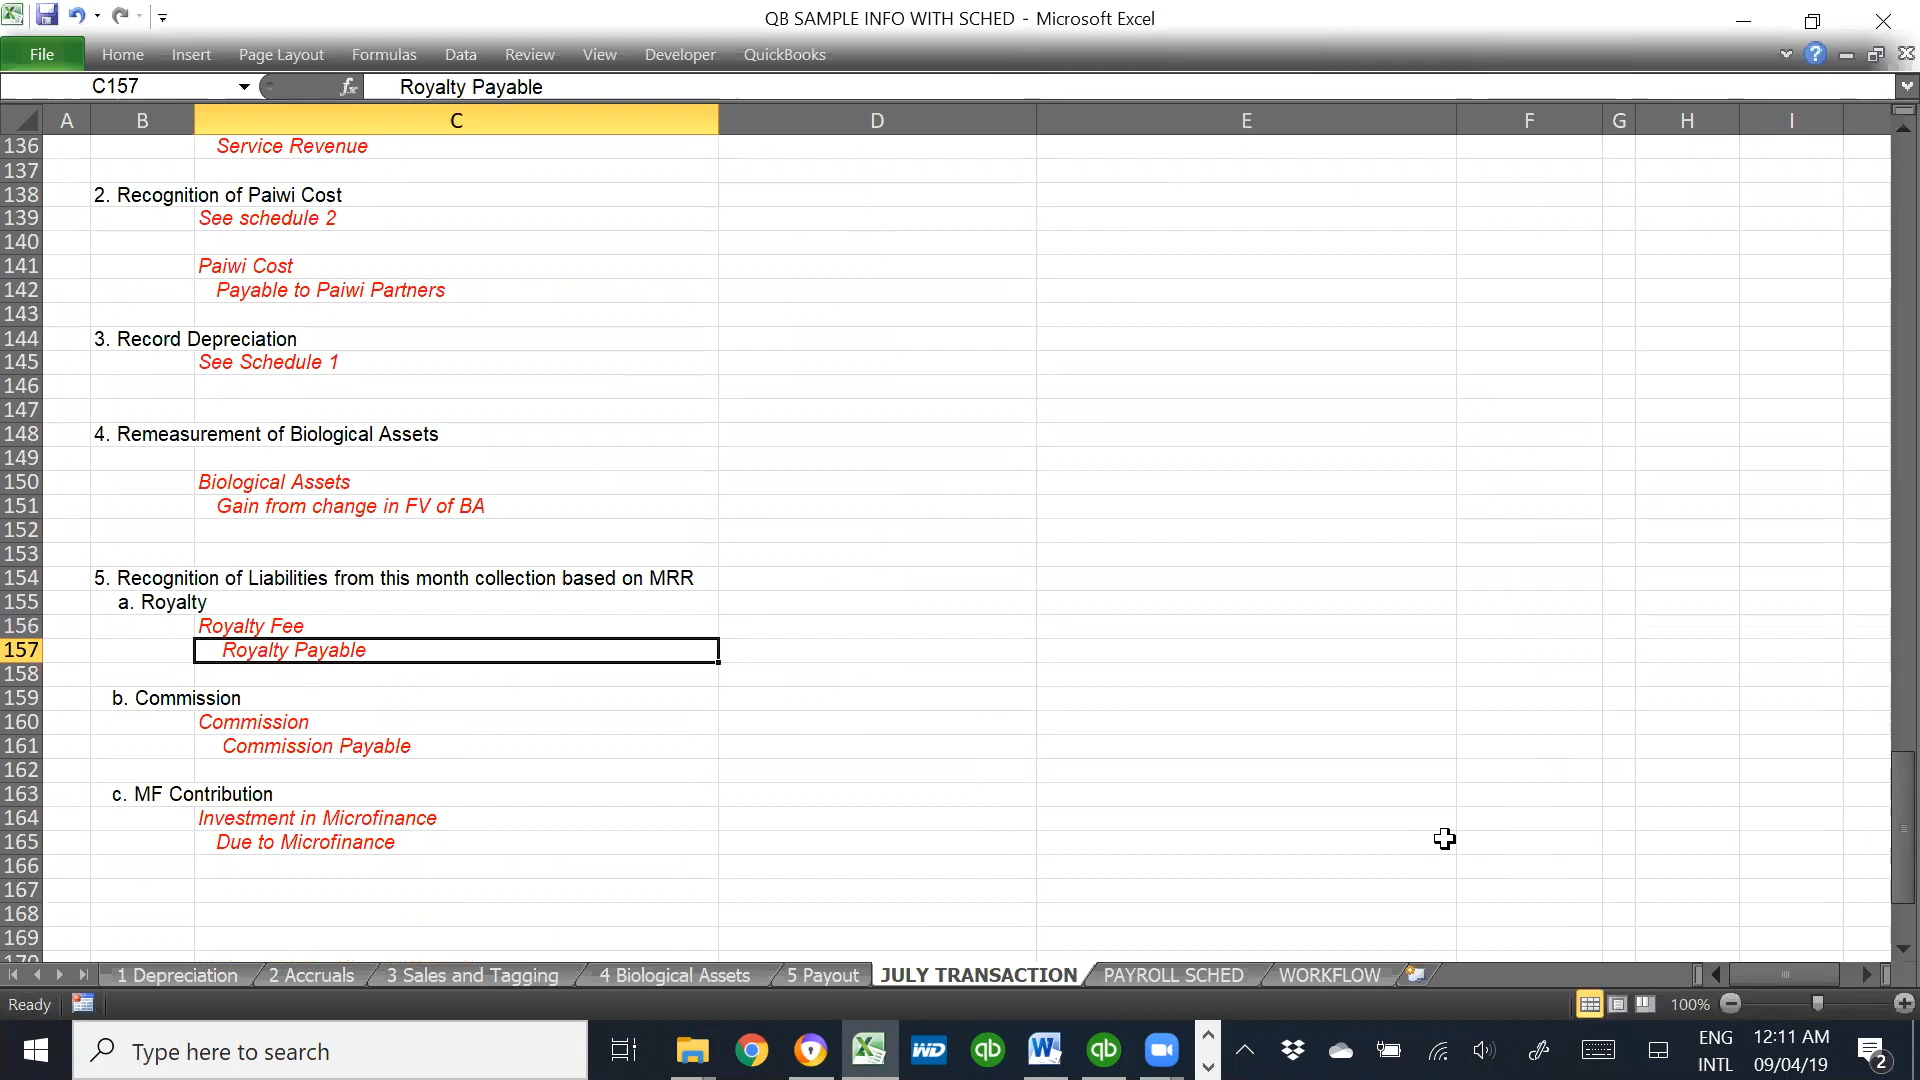 QB SAMPLE INFO WITH SCHED - Microsoft Excel
File Home Insert Page Layout Formulas Data Review View Developer QuickBooks
C157 fx Royalty Payable
A B C D E F G H I
136 Service Revenue
137
138 2. Recognition of Paiwi Cost
139 See schedule 2
140
141 Paiwi Cost
142 Payable to Paiwi Partners
143
144 3. Record Depreciation
145 See Schedule 1
146
147
148 4. Remeasurement of Biological Assets
149
150 Biological Assets
151 Gain from change in FV of BA
152
153
154 5. Recognition of Liabilities from this month collection based on MRR
155 a. Royalty
156 Royalty Fee
157 Royalty Payable
158
159 b. Commission
160 Commission
161 Commission Payable
162
163 c. MF Contribution
164 Investment in Microfinance
165 Due to Microfinance
166
167
168
169
170
1 Depreciation 2 Accruals 3 Sales and Tagging 4 Biological Assets 5 Payout JULY TRANSACTION PAYROLL SCHED WORKFLOW
Ready 100%
Type here to search WD qb W qb ENG 12:11 AM
INTL 09/04/19 2